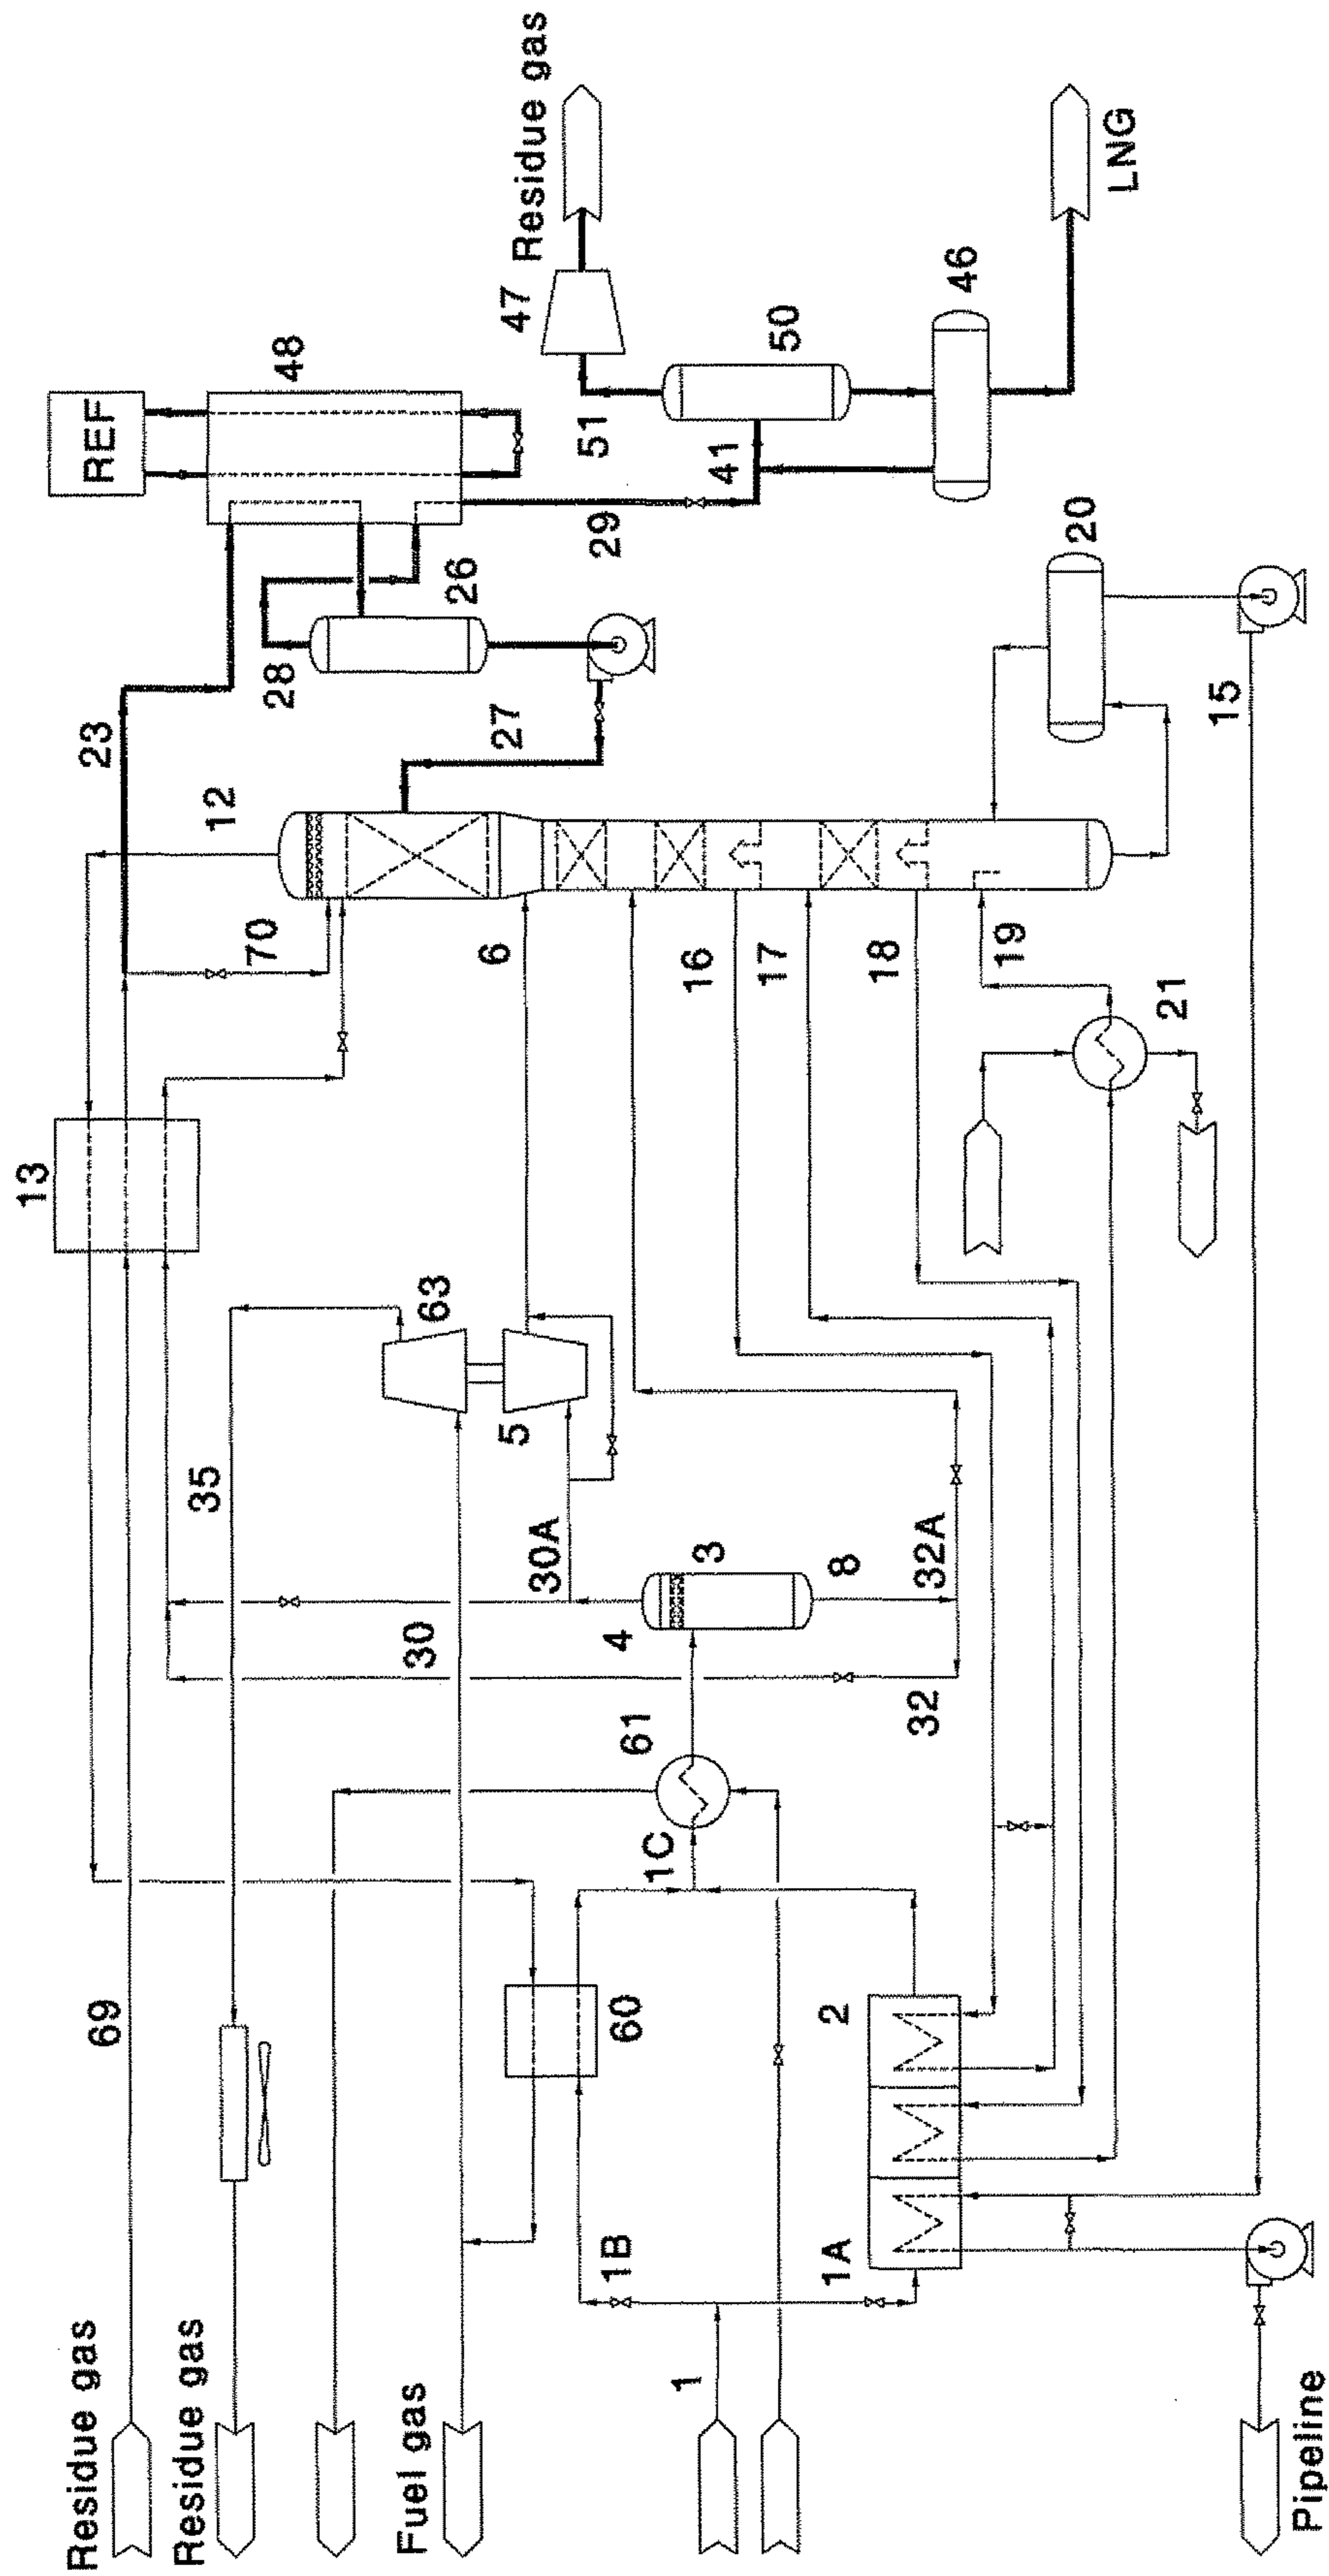 Residue gas
69
Residue gas
35
Fuel gas
30
1
1B
1A
60
2
1C
61
4
3
8
32
32A
30A
5
63
13
6
16
17
18
19
21
70
12
23
27
28
26
29
48
REF
41
51
50
47
Residue gas
46
LNG
20
15
Pipeline